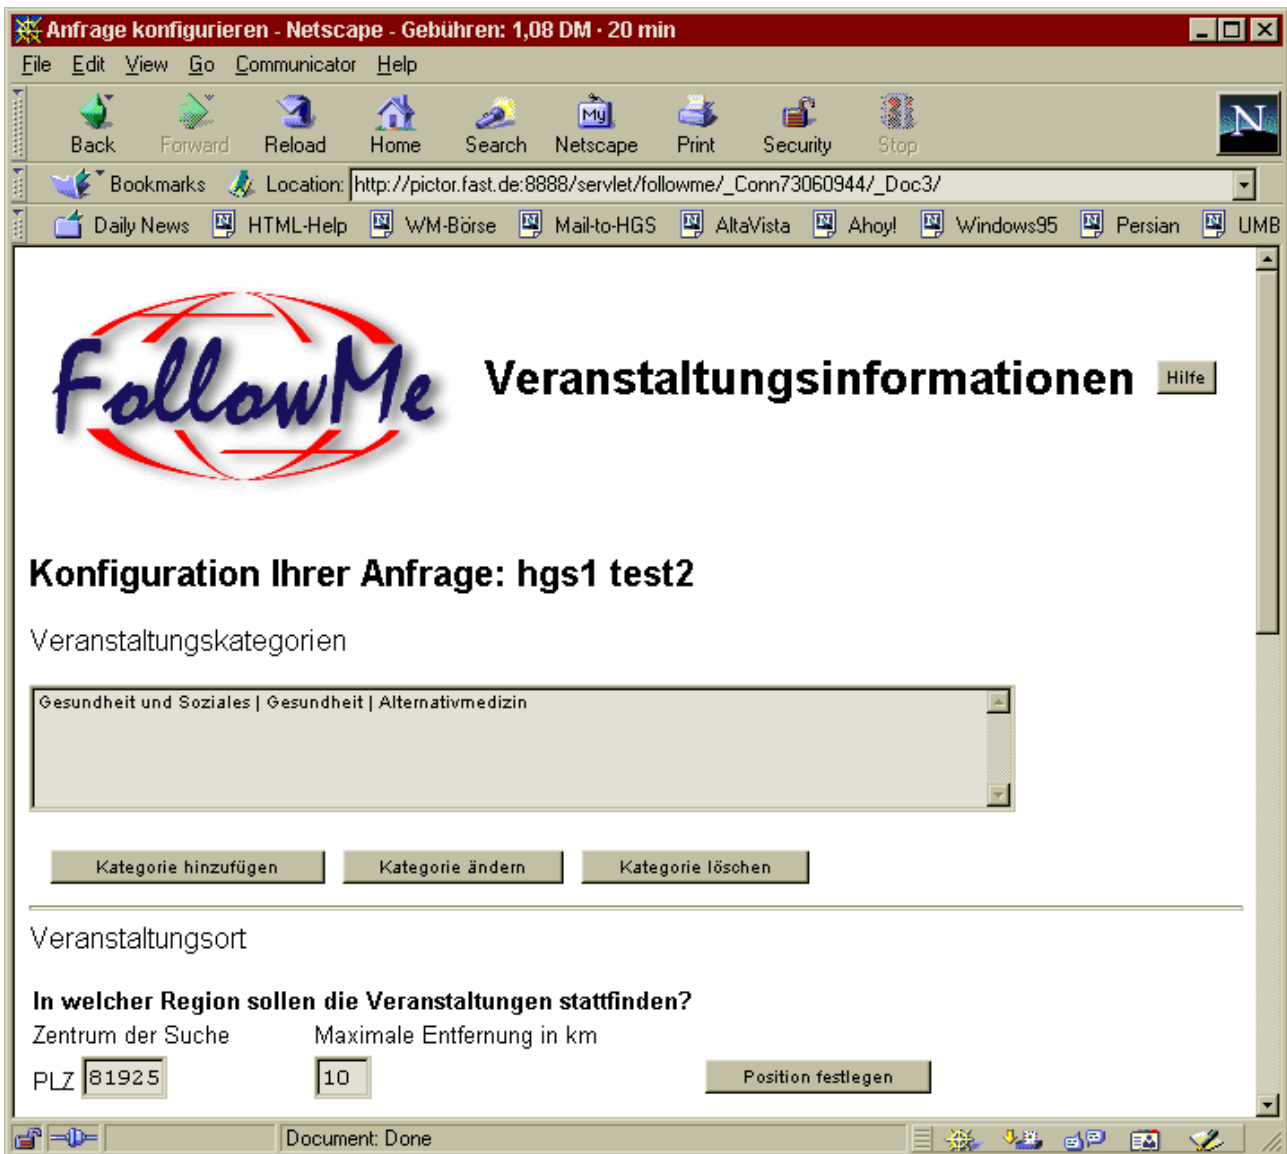 Anfrage konfigurieren - Netscape - Gebühren: 1,08 DM · 20 min
File Edit View Go Communicator Help
Back Forward Reload Home Search Netscape Print Security Stop
My
N
Bookmarks Location: http://pictor.fast.de:8888/servlet/followme/_Conn73060944/_Doc3/
Daily News HTML-Help WM-Börse Mail-to-HGS AltaVista Ahoy! Windows95 Persian UMB
FollowMe
Veranstaltungsinformationen Hilfe
Konfiguration Ihrer Anfrage: hgs1 test2
Veranstaltungskategorien
Gesundheit und Soziales | Gesundheit | Alternativmedizin
Kategorie hinzufügen Kategorie ändern Kategorie löschen
Veranstaltungsort
In welcher Region sollen die Veranstaltungen stattfinden?
Zentrum der Suche Maximale Entfernung in km
PLZ 81925 10 Position festlegen
Document: Done